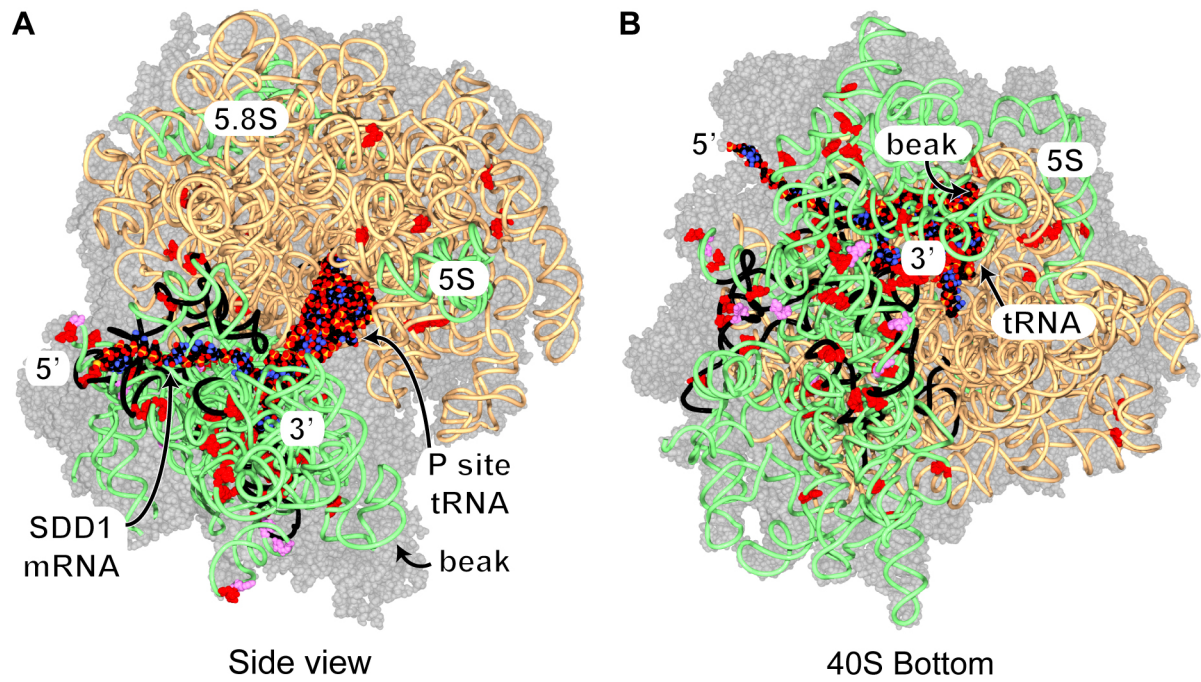 A
5.8S
5S
5'
3'
P site
tRNA
SDD1
mRNA
beak
Side view
B
5'
beak
5S
3'
tRNA
40S Bottom